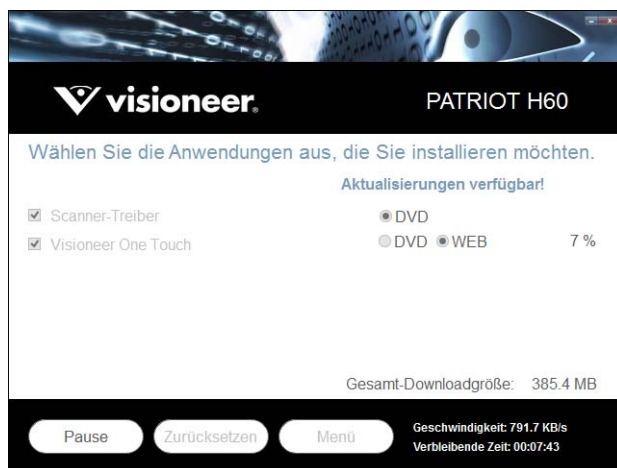 visioneer®
PATRIOT H60
Wählen Sie die Anwendungen aus, die Sie installieren möchten.
Aktualisierungen verfügbar!
Scanner-Treiber DVD
Visioneer One Touch DVD WEB 7 %
Gesamt-Downloadgröße: 385.4 MB
Pause Zurücksetzen Menü
Geschwindigkeit: 791.7 KB/s
Verbleibende Zeit: 00:07:43